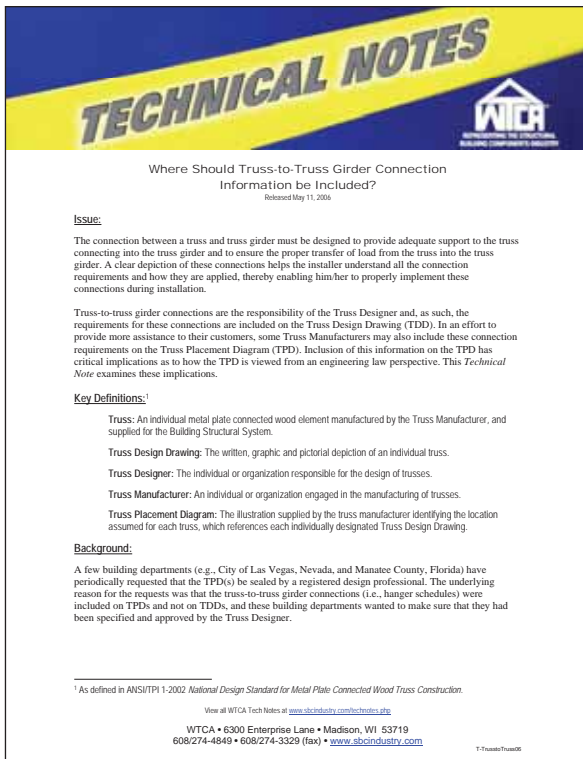 TECHNICAL NOTES
WTCA
REPRESENTING THE STRUCTURAL
BUILDING COMPONENTS INDUSTRY
Where Should Truss-to-Truss Girder Connection
Information be Included?
Released May 11, 2006
Issue:
The connection between a truss and truss girder must be designed to provide adequate support to the truss
connecting into the truss girder and to ensure the proper transfer of load from the truss into the truss
girder. A clear depiction of these connections helps the installer understand all the connection
requirements and how they are applied, thereby enabling him/her to properly implement these
connections during installation.
Truss-to-truss girder connections are the responsibility of the Truss Designer and, as such, the
requirements for these connections are included on the Truss Design Drawing (TDD). In an effort to
provide more assistance to their customers, some Truss Manufacturers may also include these connection
requirements on the Truss Placement Diagram (TPD). Inclusion of this information on the TPD has
critical implications as to how the TPD is viewed from an engineering law perspective. This Technical
Note examines these implications.
Key Definitions:1
Truss: An individual metal plate connected wood element manufactured by the Truss Manufacturer, and
supplied for the Building Structural System.
Truss Design Drawing: The written, graphic and pictorial depiction of an individual truss.
Truss Designer: The individual or organization responsible for the design of trusses.
Truss Manufacturer: An individual or organization engaged in the manufacturing of trusses.
Truss Placement Diagram: The illustration supplied by the truss manufacturer identifying the location
assumed for each truss, which references each individually designated Truss Design Drawing.
Background:
A few building departments (e.g., City of Las Vegas, Nevada, and Manatee County, Florida) have
periodically requested that the TPD(s) be sealed by a registered design professional. The underlying
reason for the requests was that the truss-to-truss girder connections (i.e., hanger schedules) were
included on TPDs and not on TDDs, and these building departments wanted to make sure that they had
been specified and approved by the Truss Designer.
1 As defined in ANSI/TPI 1-2002 National Design Standard for Metal Plate Connected Wood Truss Construction.
View all WTCA Tech Notes at www.sbcindustry.com/technotes.php
WTCA • 6300 Enterprise Lane • Madison, WI 53719
608/274-4849 • 608/274-3329 (fax) • www.sbcindustry.com
T-TrusstoTruss06